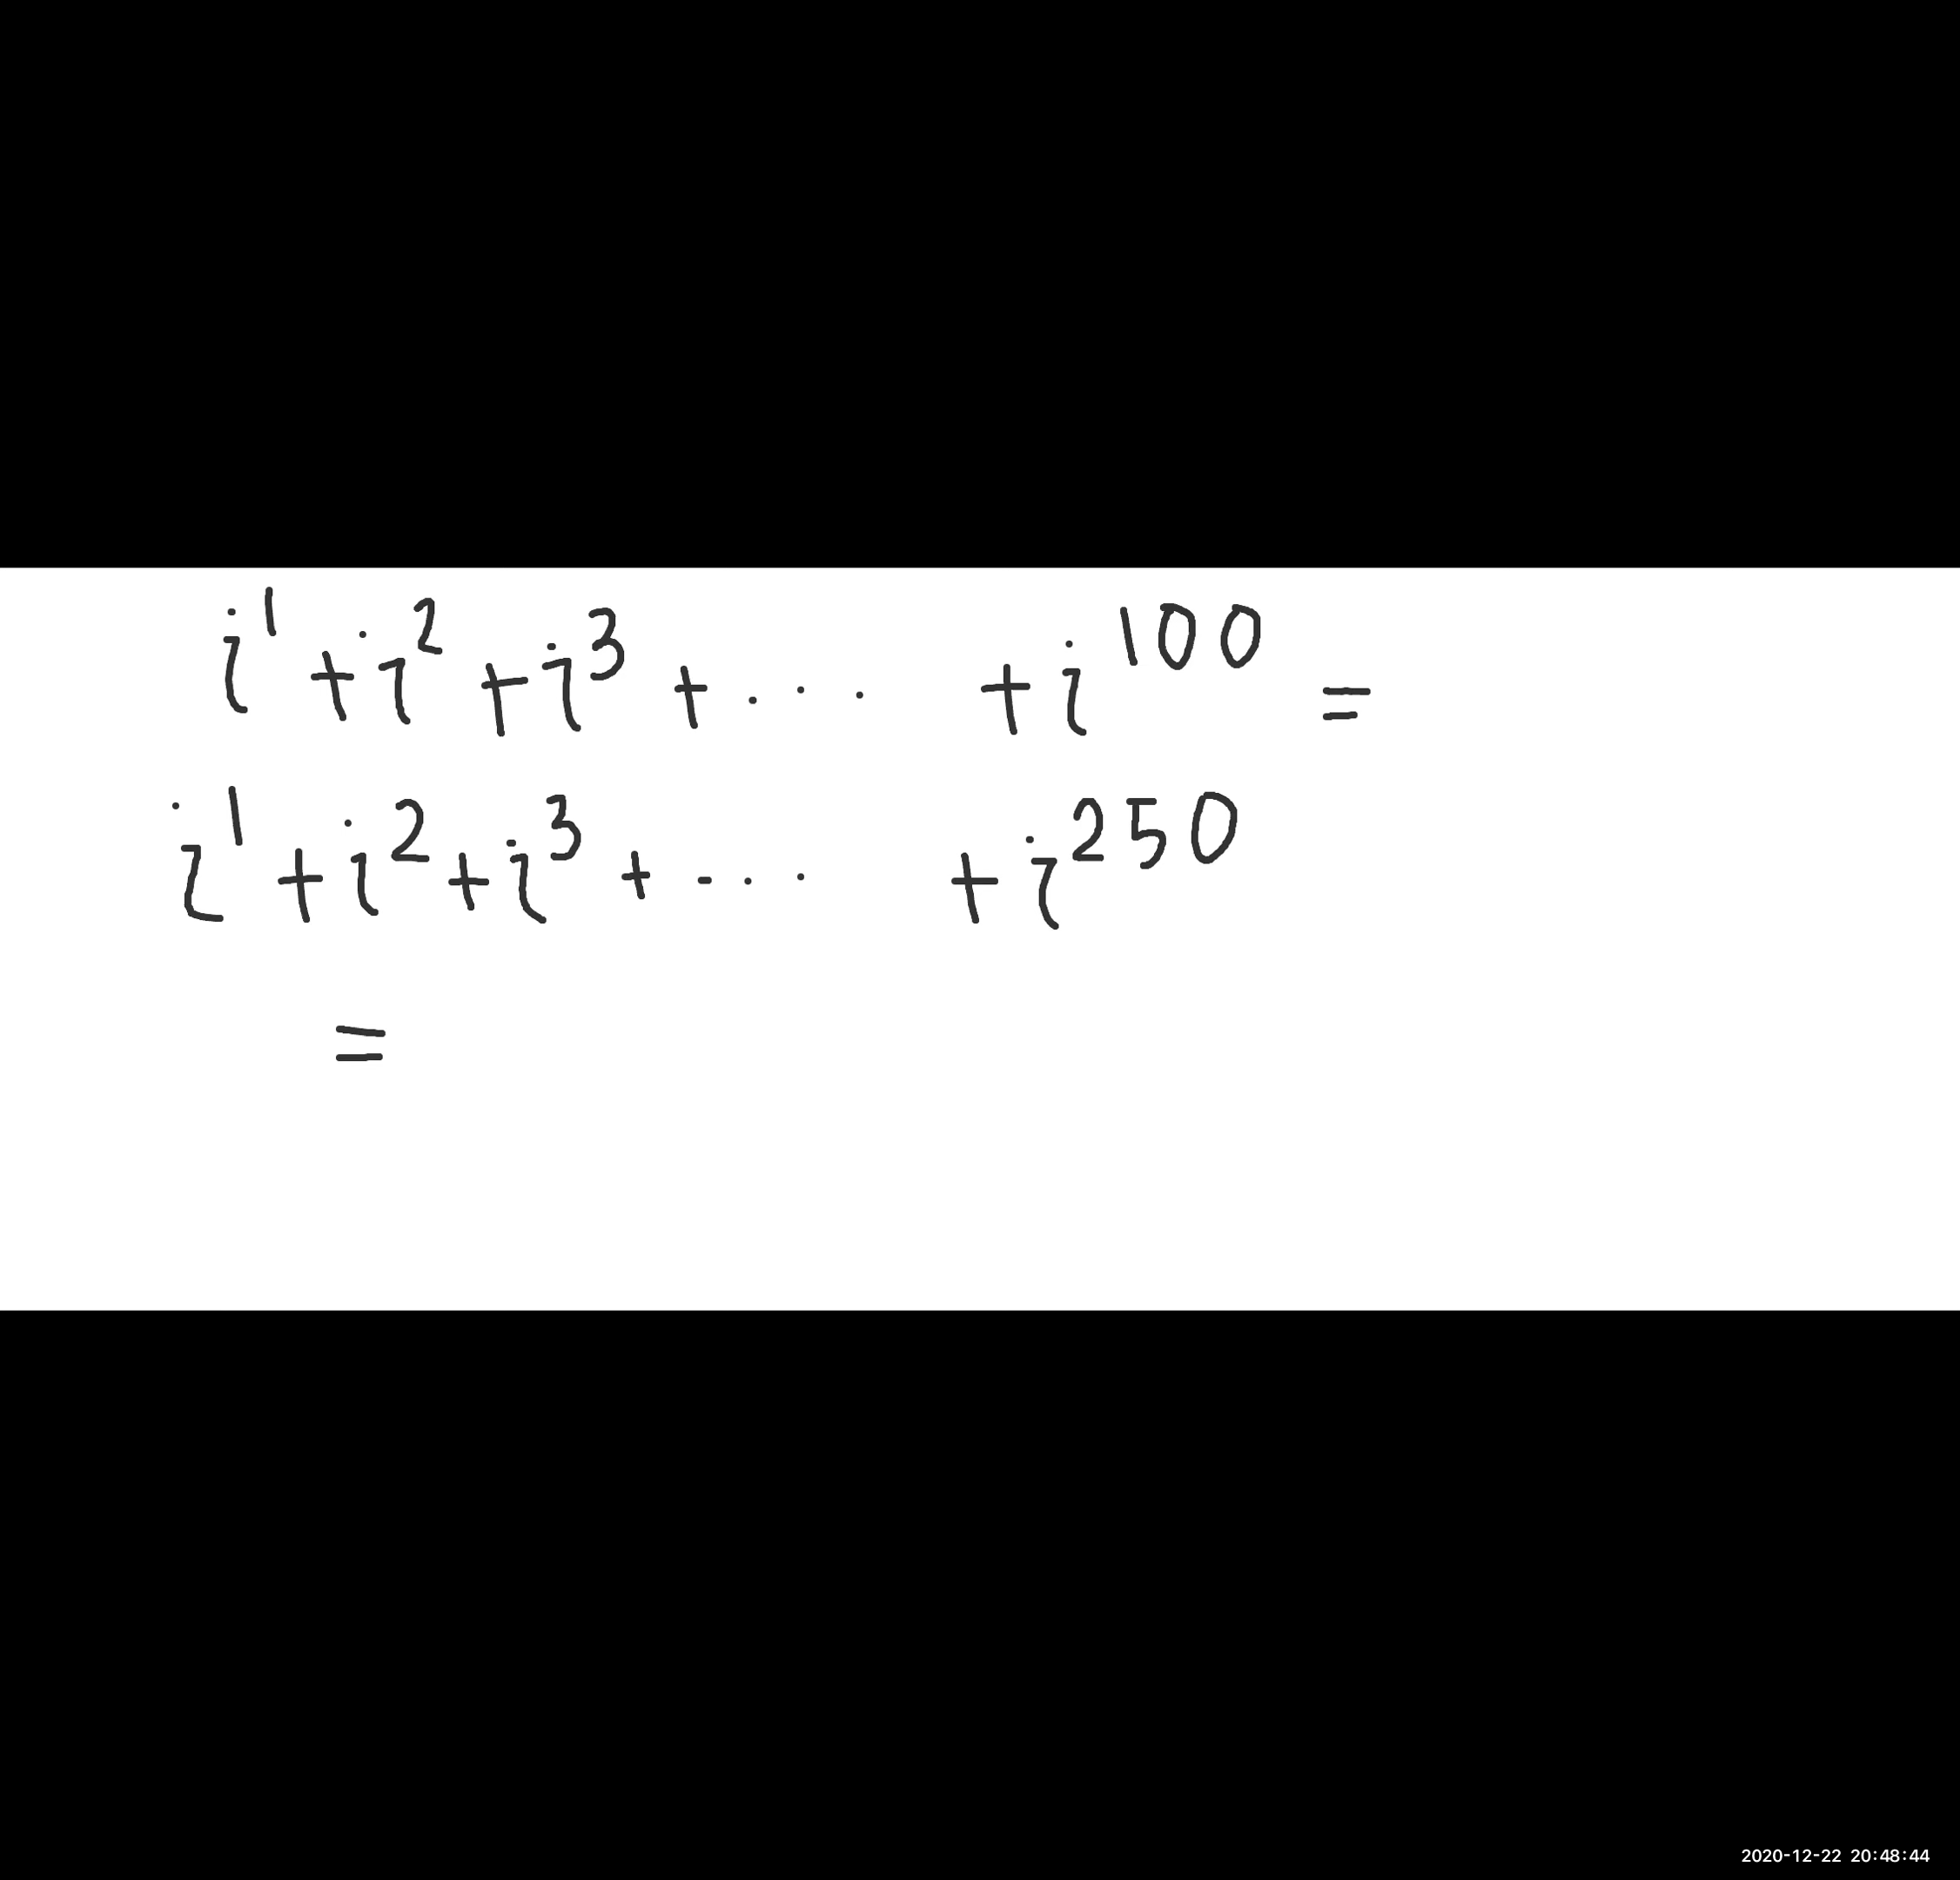 i¹ + i² + i³ + . . . + i¹⁰⁰ =
i¹ + i² + i³ + - . . + i²⁵⁰
=
2020-12-22 20:48:44